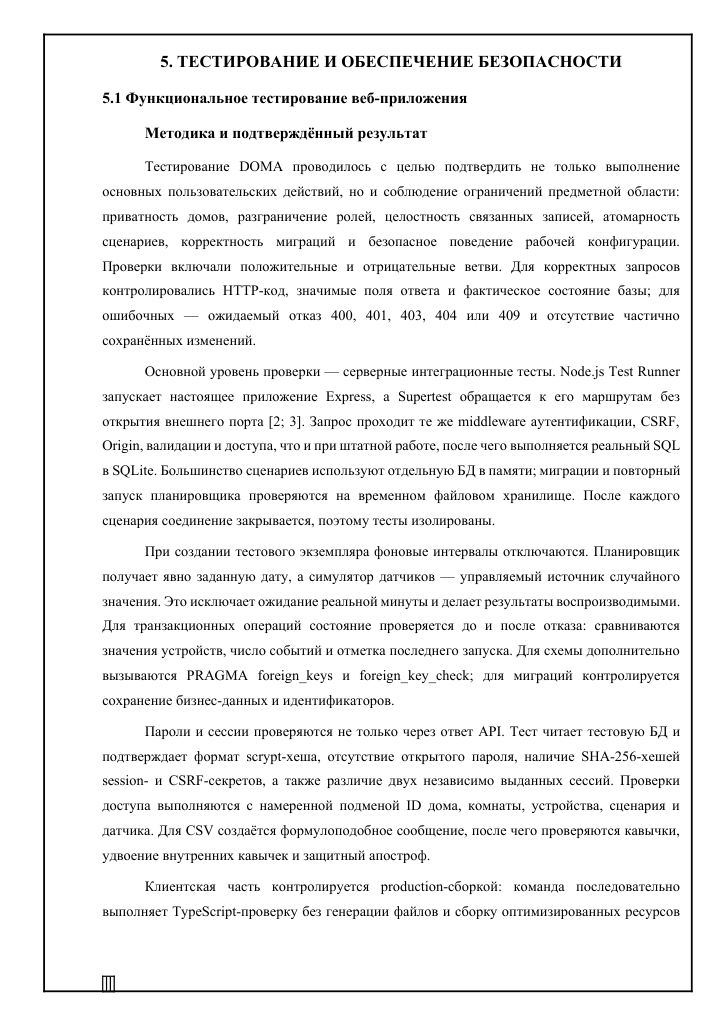 5. ТЕСТИРОВАНИЕ И ОБЕСПЕЧЕНИЕ БЕЗОПАСНОСТИ
5.1 Функциональное тестирование веб-приложения
Методика и подтверждённый результат
Тестирование DOMA проводилось с целью подтвердить не только выполнение
основных пользовательских действий, но и соблюдение ограничений предметной области:
приватность домов, разграничение ролей, целостность связанных записей, атомарность
сценариев, корректность миграций и безопасное поведение рабочей конфигурации.
Проверки включали положительные и отрицательные ветви. Для корректных запросов
контролировались HTTP-код, значимые поля ответа и фактическое состояние базы; для
ошибочных — ожидаемый отказ 400, 401, 403, 404 или 409 и отсутствие частично
сохранённых изменений.
Основной уровень проверки — серверные интеграционные тесты. Node.js Test Runner
запускает настоящее приложение Express, а Supertest обращается к его маршрутам без
открытия внешнего порта [2; 3]. Запрос проходит те же middleware аутентификации, CSRF,
Origin, валидации и доступа, что и при штатной работе, после чего выполняется реальный SQL
в SQLite. Большинство сценариев используют отдельную БД в памяти; миграции и повторный
запуск планировщика проверяются на временном файловом хранилище. После каждого
сценария соединение закрывается, поэтому тесты изолированы.
При создании тестового экземпляра фоновые интервалы отключаются. Планировщик
получает явно заданную дату, а симулятор датчиков — управляемый источник случайного
значения. Это исключает ожидание реальной минуты и делает результаты воспроизводимыми.
Для транзакционных операций состояние проверяется до и после отказа: сравниваются
значения устройств, число событий и отметка последнего запуска. Для схемы дополнительно
вызываются PRAGMA foreign_keys и foreign_key_check; для миграций контролируется
сохранение бизнес-данных и идентификаторов.
Пароли и сессии проверяются не только через ответ API. Тест читает тестовую БД и
подтверждает формат scrypt-хеша, отсутствие открытого пароля, наличие SHA-256-хешей
session- и CSRF-секретов, а также различие двух независимо выданных сессий. Проверки
доступа выполняются с намеренной подменой ID дома, комнаты, устройства, сценария и
датчика. Для CSV создаётся формулоподобное сообщение, после чего проверяются кавычки,
удвоение внутренних кавычек и защитный апостроф.
Клиентская часть контролируется production-сборкой: команда последовательно
выполняет TypeScript-проверку без генерации файлов и сборку оптимизированных ресурсов